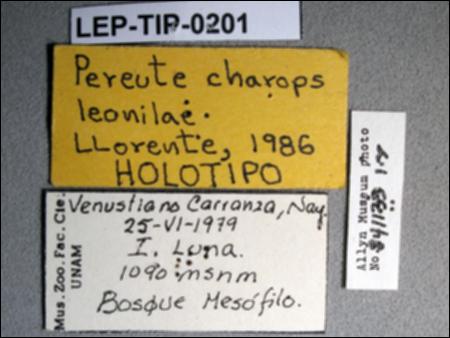 LEP-TIP-0201
Pereute charops
leonilae.
LLorente, 1986
HOLOTIPO
Mus. Zoo. Fac. Cie.
UNAM
Venustiano Carranza, Nay.
25-VI-1979
I. Luna.
1090 msnm
Bosque Mesófilo.
Allyn Museum photo
No.